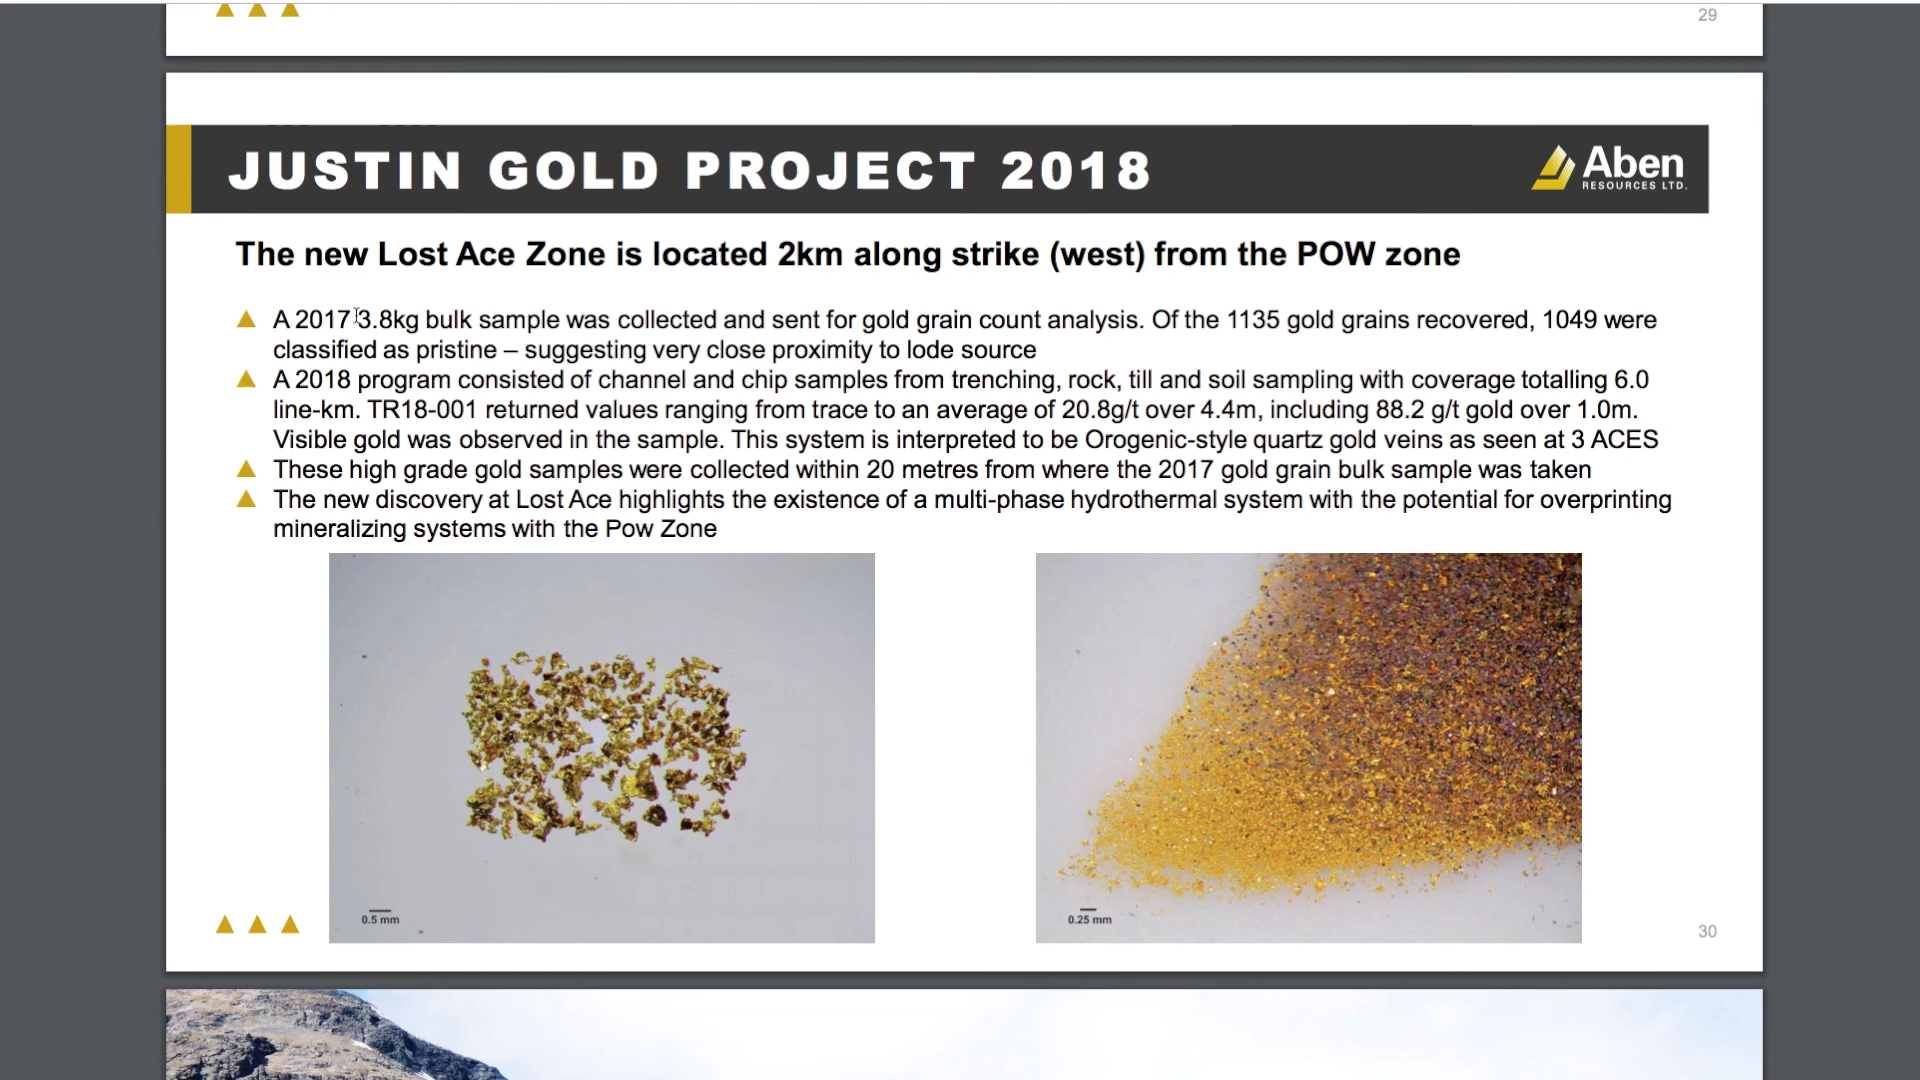 29
JUSTIN GOLD PROJECT 2018
Aben
RESOURCES LTD.
The new Lost Ace Zone is located 2km along strike (west) from the POW zone
A 2017 3.8kg bulk sample was collected and sent for gold grain count analysis. Of the 1135 gold grains recovered, 1049 were
classified as pristine – suggesting very close proximity to lode source
A 2018 program consisted of channel and chip samples from trenching, rock, till and soil sampling with coverage totalling 6.0
line-km. TR18-001 returned values ranging from trace to an average of 20.8g/t over 4.4m, including 88.2 g/t gold over 1.0m.
Visible gold was observed in the sample. This system is interpreted to be Orogenic-style quartz gold veins as seen at 3 ACES
These high grade gold samples were collected within 20 metres from where the 2017 gold grain bulk sample was taken
The new discovery at Lost Ace highlights the existence of a multi-phase hydrothermal system with the potential for overprinting
mineralizing systems with the Pow Zone
0.5 mm
0.25 mm
30